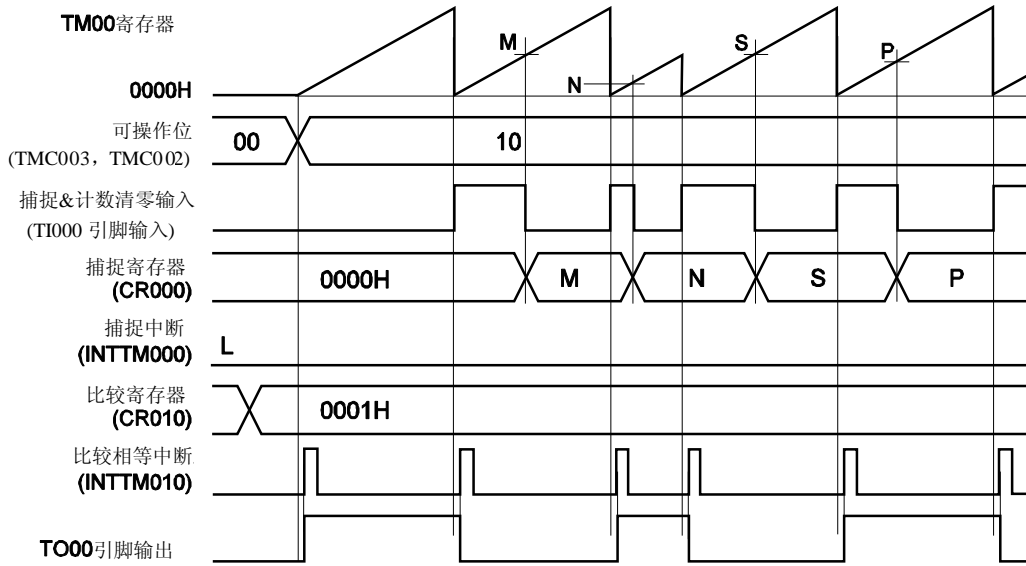 TM00寄存器
M
S
P
N
0000H
可操作位
(TMC003，TMC002)
00
10
捕捉&计数清零输入
(TI000 引脚输入)
捕捉寄存器
(CR000)
0000H
M
N
S
P
捕捉中断
(INTTM000)
L
比较寄存器
(CR010)
0001H
比较相等中断
(INTTM010)
TO00引脚输出